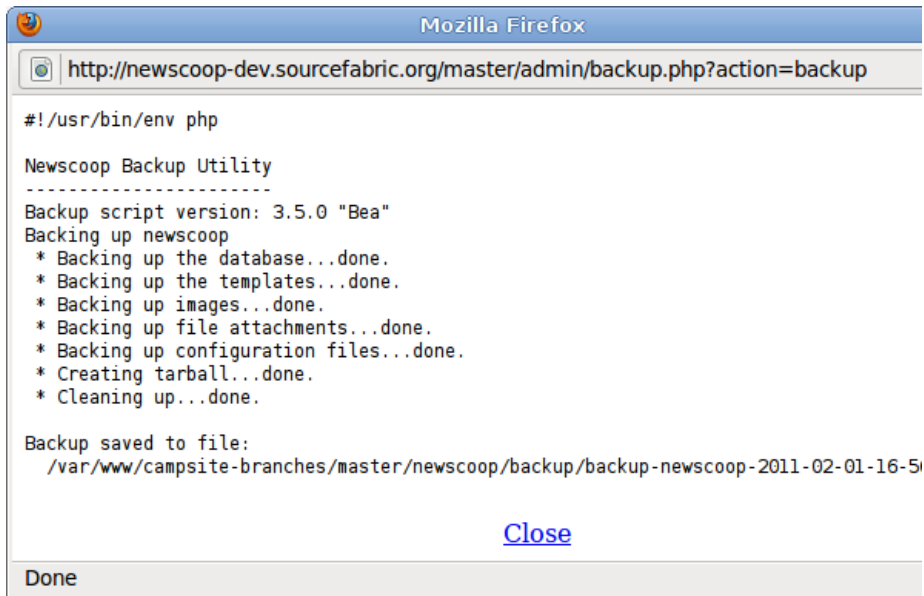 Mozilla Firefox
http://newscoop-dev.sourcefabric.org/master/admin/backup.php?action=backup
#!/usr/bin/env php
Newscoop Backup Utility
-----------------------
Backup script version: 3.5.0 "Bea"
Backing up newscoop
* Backing up the database...done.
* Backing up the templates...done.
* Backing up images...done.
* Backing up file attachments...done.
* Backing up configuration files...done.
* Creating tarball...done.
* Cleaning up...done.
Backup saved to file:
/var/www/campsite-branches/master/newscoop/backup/backup-newscoop-2011-02-01-16-5
Close
Done